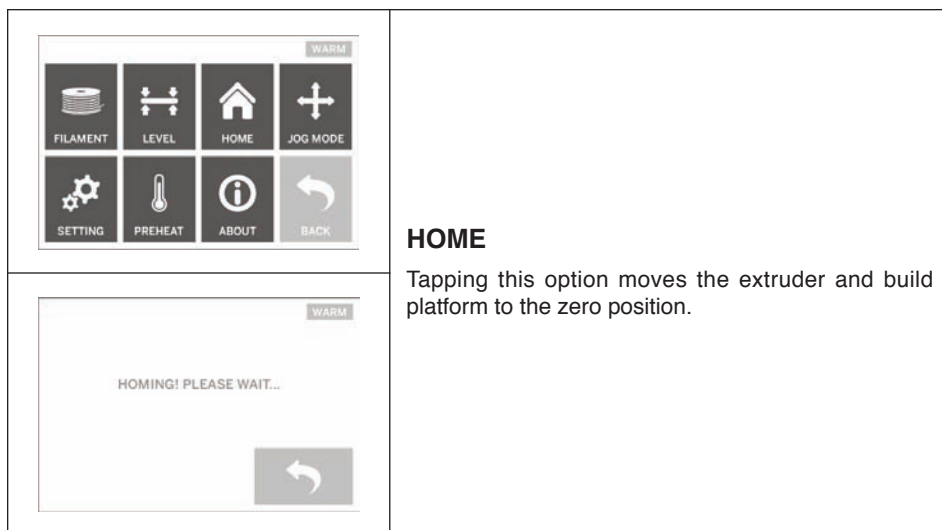 WARM
FILAMENT
LEVEL
HOME
JOG MODE
SETTING
PREHEAT
ABOUT
BACK
WARM
HOMING! PLEASE WAIT...
HOME
Tapping this option moves the extruder and build
platform to the zero position.